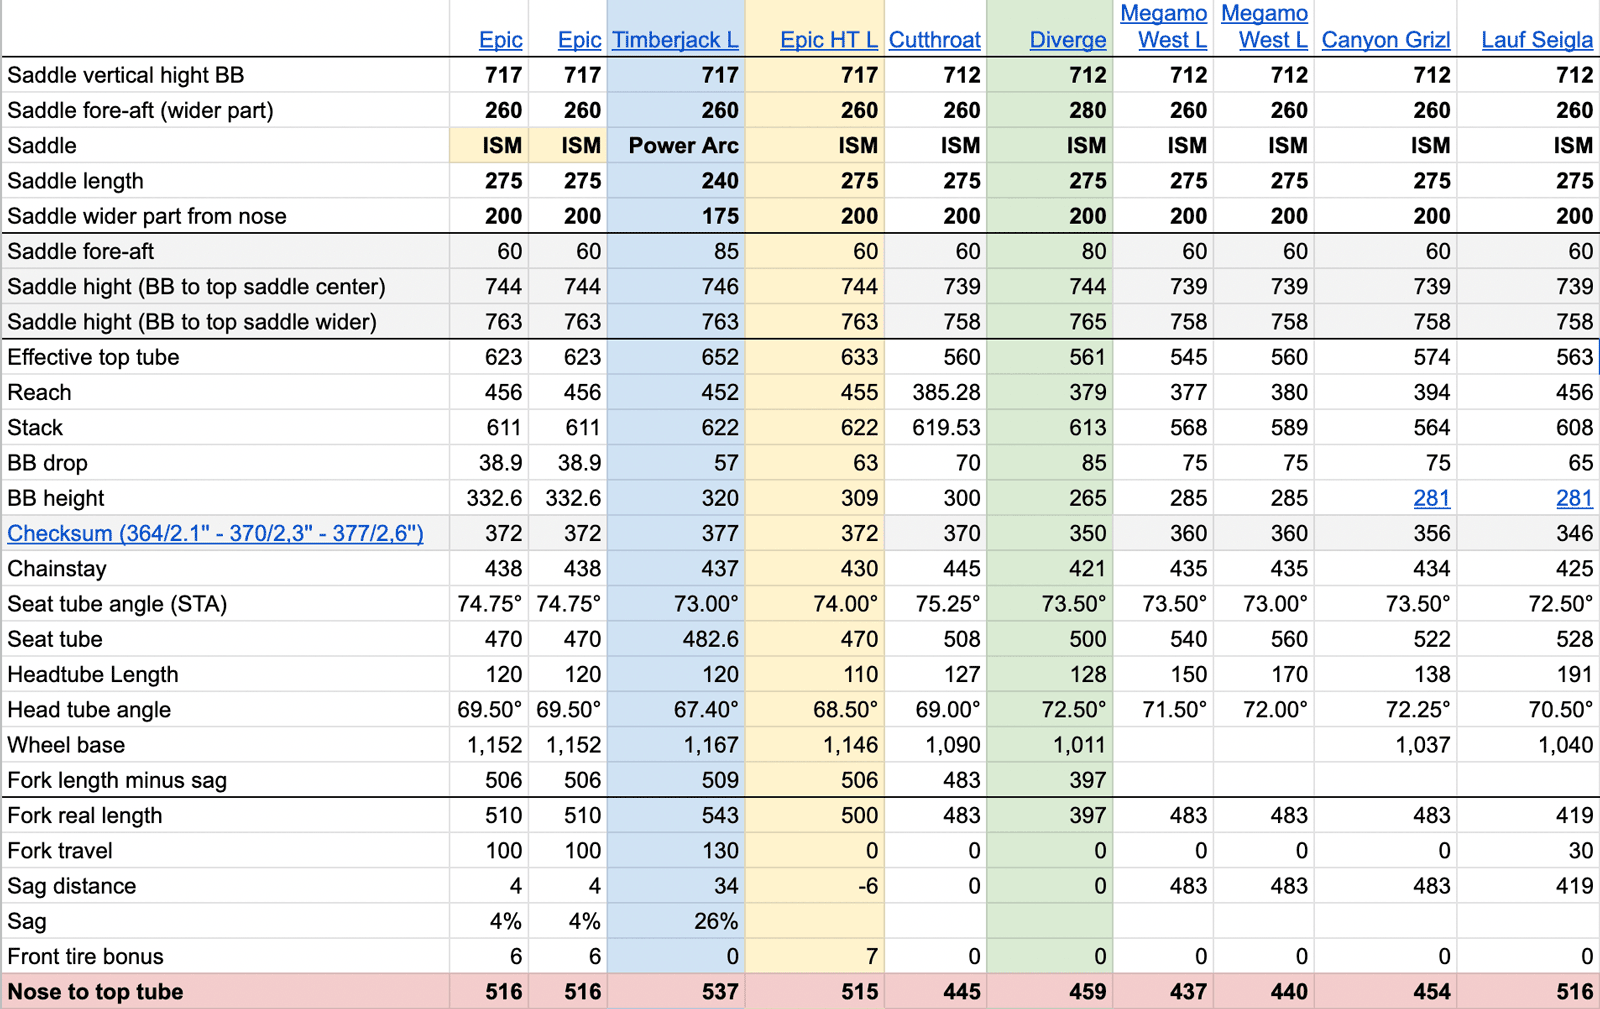 Megamo Megamo
Epic Epic Timberjack L Epic HT L Cutthroat Diverge West L West L Canyon Grizl Lauf Seigla
Saddle vertical hight BB 717 717 717 717 712 712 712 712 712 712
Saddle fore-aft (wider part) 260 260 260 260 260 280 260 260 260 260
Saddle ISM ISM Power Arc ISM ISM ISM ISM ISM ISM ISM
Saddle length 275 275 240 275 275 275 275 275 275 275
Saddle wider part from nose 200 200 175 200 200 200 200 200 200 200
Saddle fore-aft 60 60 85 60 60 80 60 60 60 60
Saddle hight (BB to top saddle center) 744 744 746 744 739 744 739 739 739 739
Saddle hight (BB to top saddle wider) 763 763 763 763 758 765 758 758 758 758
Effective top tube 623 623 652 633 560 561 545 560 574 563
Reach 456 456 452 455 385.28 379 377 380 394 456
Stack 611 611 622 622 619.53 613 568 589 564 608
BB drop 38.9 38.9 57 63 70 85 75 75 75 65
BB height 332.6 332.6 320 309 300 265 285 285 281 281
Checksum (364/2.1" - 370/2,3" - 377/2,6") 372 372 377 372 370 350 360 360 356 346
Chainstay 438 438 437 430 445 421 435 435 434 425
Seat tube angle (STA) 74.75° 74.75° 73.00° 74.00° 75.25° 73.50° 73.50° 73.00° 73.50° 72.50°
Seat tube 470 470 482.6 470 508 500 540 560 522 528
Headtube Length 120 120 120 110 127 128 150 170 138 191
Head tube angle 69.50° 69.50° 67.40° 68.50° 69.00° 72.50° 71.50° 72.00° 72.25° 70.50°
Wheel base 1,152 1,152 1,167 1,146 1,090 1,011 1,037 1,040
Fork length minus sag 506 506 509 506 483 397
Fork real length 510 510 543 500 483 397 483 483 483 419
Fork travel 100 100 130 0 0 0 0 0 0 30
Sag distance 4 4 34 -6 0 0 483 483 483 419
Sag 4% 4% 26%
Front tire bonus 6 6 0 7 0 0 0 0 0 0
Nose to top tube 516 516 537 515 445 459 437 440 454 516